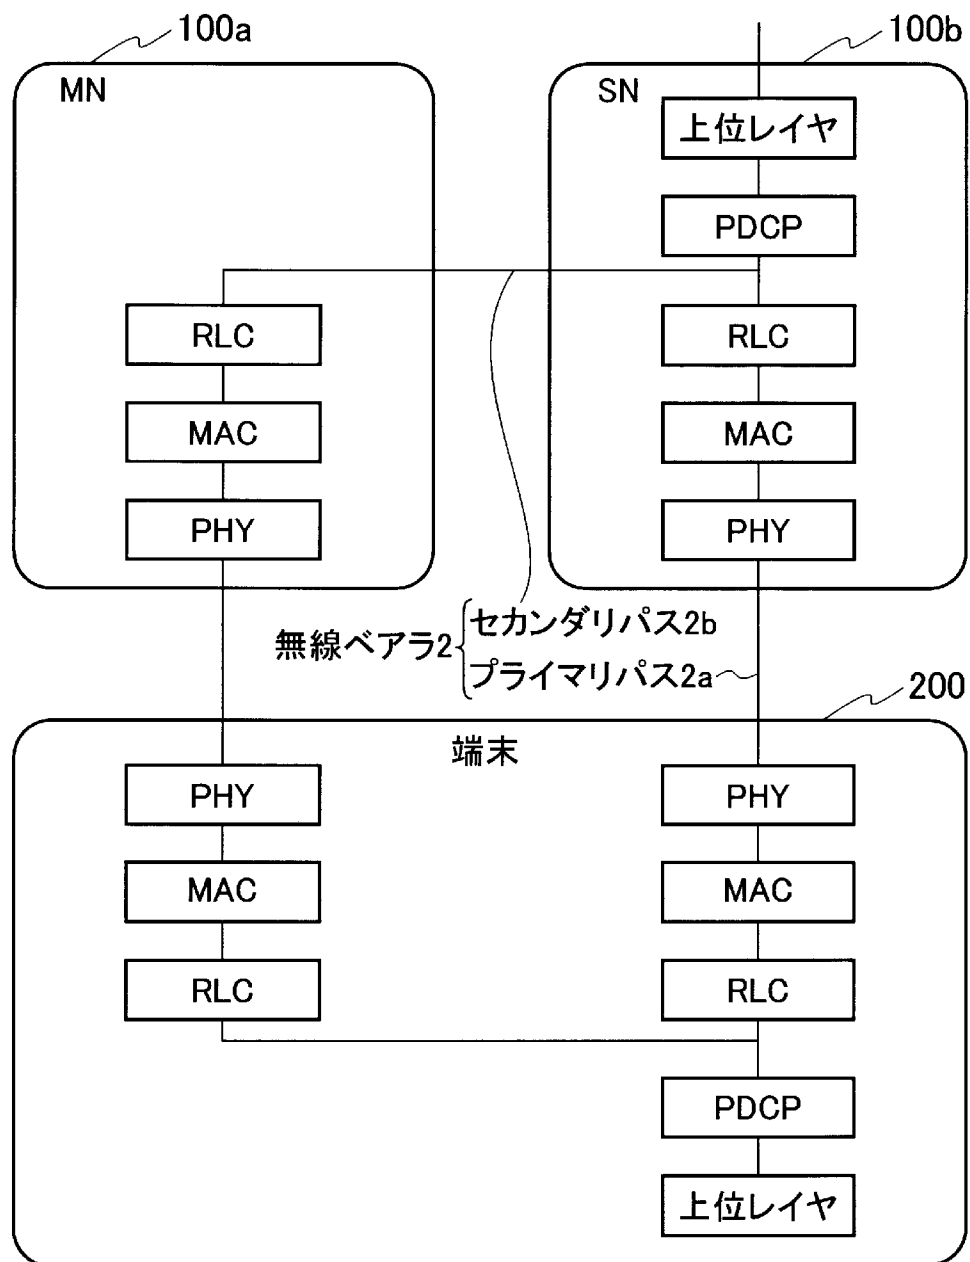 100a
MN
RLC
MAC
PHY
100b
SN
上位レイヤ
PDCP
RLC
MAC
PHY
無線ベアラ2
セカンダリパス2b
プライマリパス2a
200
端末
PHY
MAC
RLC
PHY
MAC
RLC
PDCP
上位レイヤ